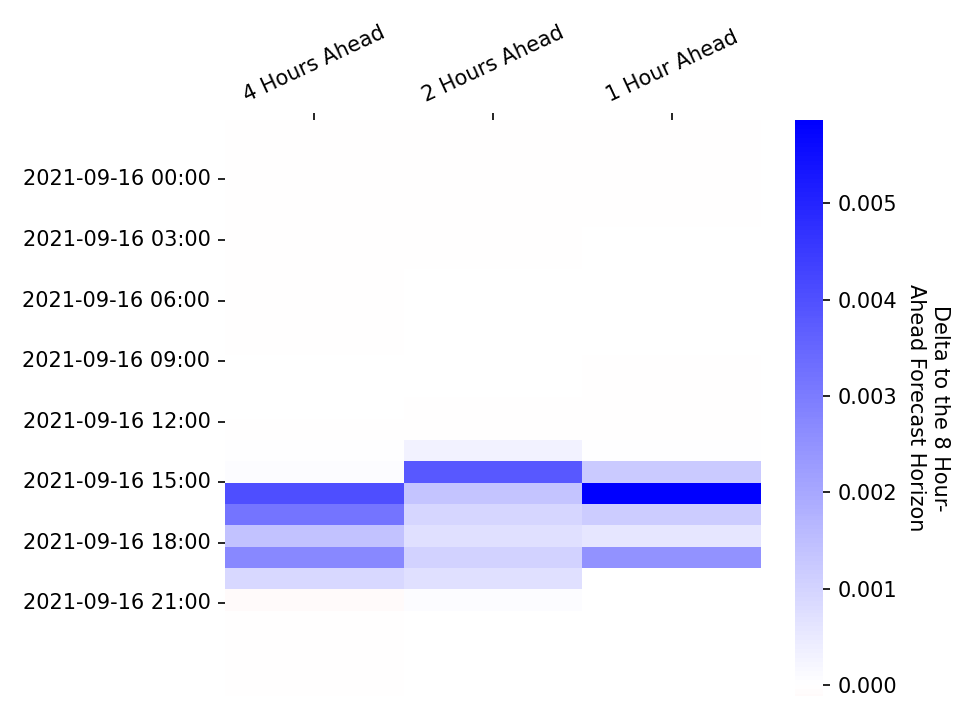 4 Hours Ahead
2 Hours Ahead
1 Hour Ahead
2021-09-16 00:00
2021-09-16 03:00
2021-09-16 06:00
2021-09-16 09:00
2021-09-16 12:00
2021-09-16 15:00
2021-09-16 18:00
2021-09-16 21:00
0.005
0.004
0.003
0.002
0.001
0.000
Delta to the 8 Hour-
Ahead Forecast Horizon